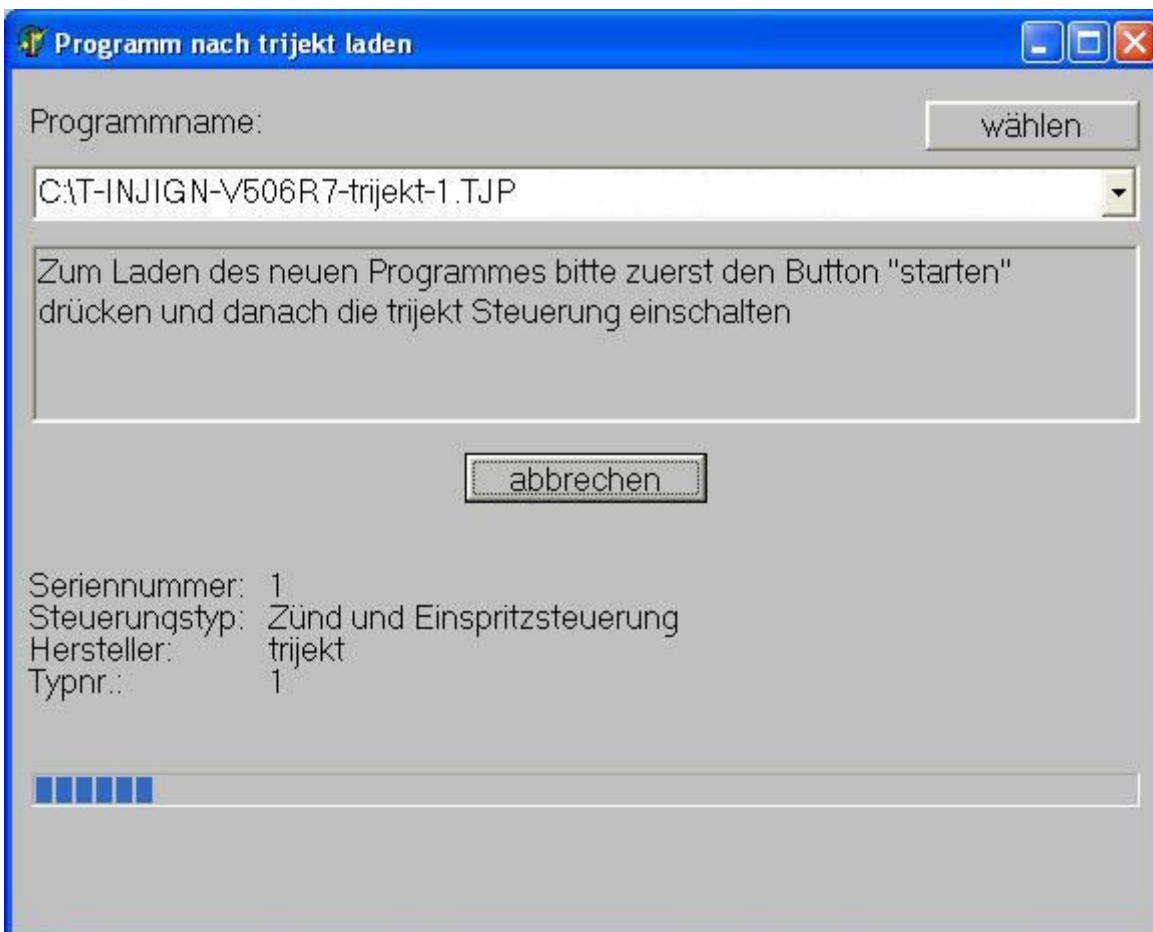 Programm nach trijekt laden
Programmname:
wählen
C:\T-INJIGN-V506R7-trijekt-1.TJP
Zum Laden des neuen Programmes bitte zuerst den Button "starten"
drücken und danach die trijekt Steuerung einschalten
abbrechen
Seriennummer: 1
Steuerungstyp: Zünd und Einspritzsteuerung
Hersteller: trijekt
Typnr.: 1